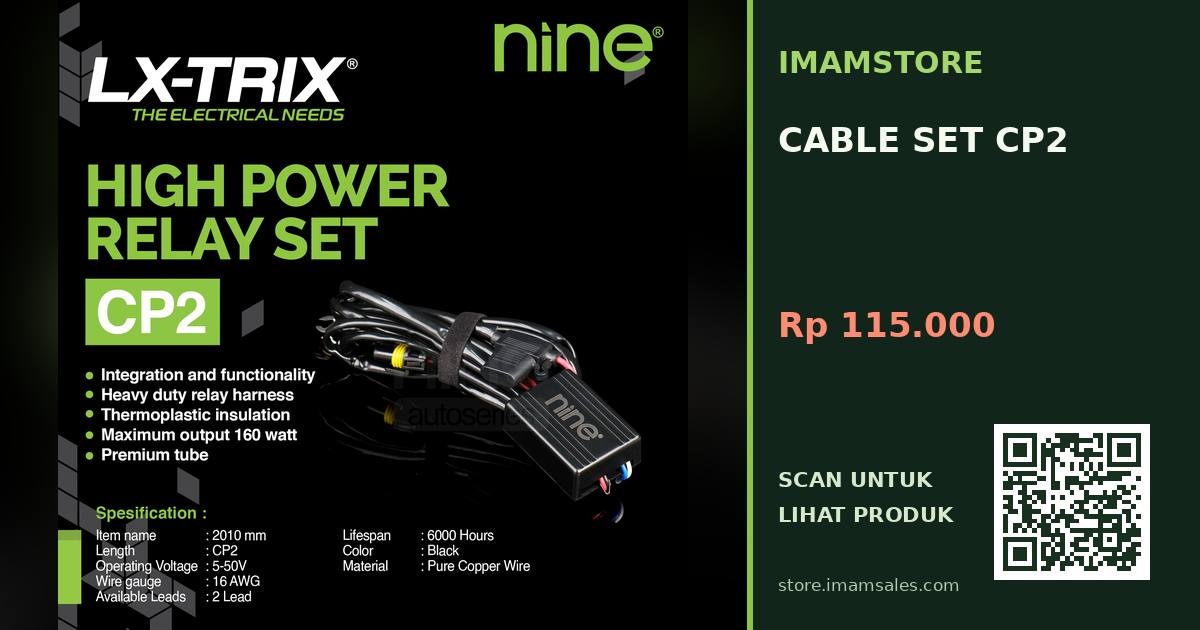 LX-TRIX®
THE ELECTRICAL NEEDS
nine®
HIGH POWER
RELAY SET
CP2
Integration and functionality
Heavy duty relay harness
Thermoplastic insulation
Maximum output 160 watt
Premium tube
autoserie
nine®
Spesification :
Item name : 2010 mm
Length : CP2
Operating Voltage : 5-50V
Wire gauge : 16 AWG
Available Leads : 2 Lead
Lifespan : 6000 Hours
Color : Black
Material : Pure Copper Wire
IMAMSTORE
CABLE SET CP2
Rp 115.000
SCAN UNTUK
LIHAT PRODUK
store.imamsales.com